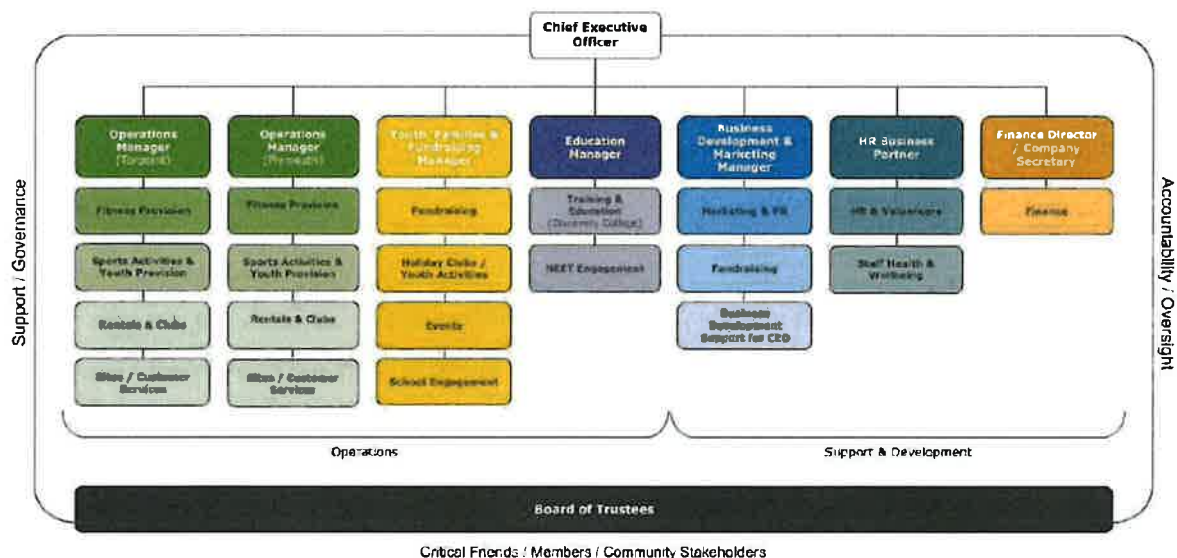 Chief Executive
Officer
Operations
Manager
Operations
Manager
(Plymouth)
Youth, Families &
Fundraising
Manager
Education
Manager
Business
Development &
Marketing
Manager
HR Business
Partner
Finance Director
/ Company
Secretary
Fitness Provision
Fitness Provision
Fundraising
Training &
Education
(Discovery College)
Marketing & PR
HR & Volunteers
Finance
Sports Activities &
Youth Provision
Sports Activities &
Youth Provision
Holiday Clubs /
Youth Activities
NEET Engagement
Fundraising
Staff Health &
Wellbeing
Rentals & Clubs
Rentals & Clubs
Events
Business
Development
Support for CEO
Sites / Customer
Services
Sites / Customer
Services
School Engagement
Operations
Support & Development
Support / Governance
Accountability / Oversight
Board of Trustees
Critical Friends / Members / Community Stakeholders